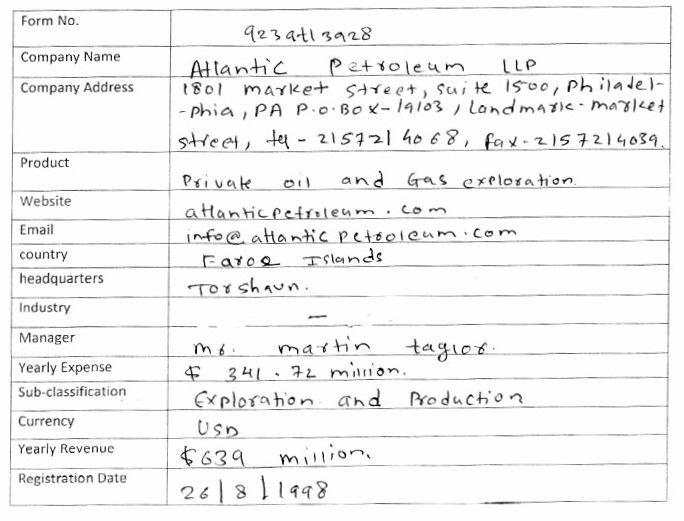 Form No. 923atl3928
Company Name Atlantic Petroleum LLP
Company Address 1801 market street, suite 1500, Philadel-
-phia, PA P.O.BOX-19103, Landmark-market
street, tel - 2157214068, fax-2157214039.
Product Private oil and Gas exploration.
Website atlanticpetroleum.com
Email info@atlanticpetroleum.com
country Faroe Islands
headquarters Torshavn.
Industry —
Manager mr. martin taylor.
Yearly Expense $ 341.72 million.
Sub-classification Exploration and Production
Currency USD
Yearly Revenue $639 million.
Registration Date 26/8/1998